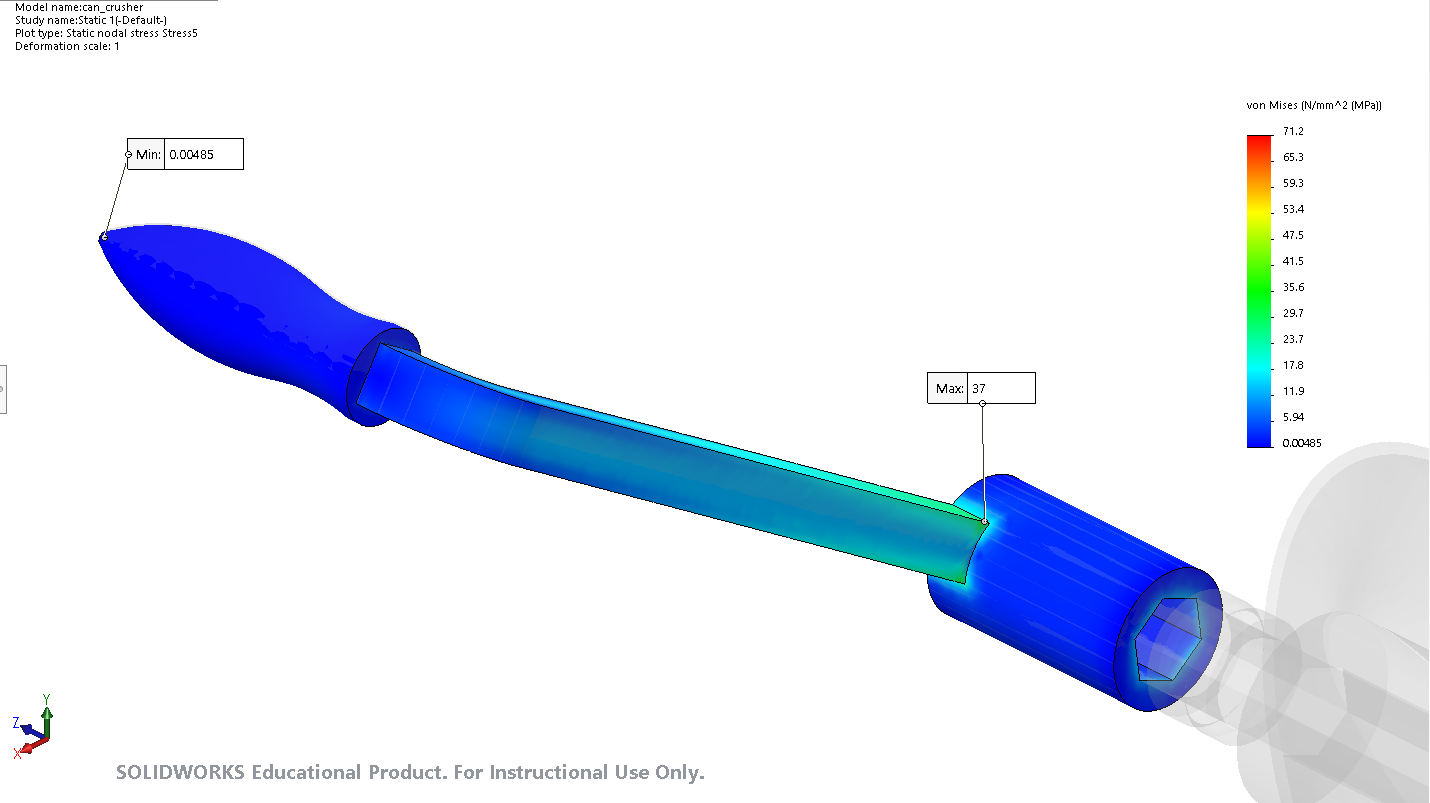 Model name:can_crusher
Study name:Static 1(-Default-)
Plot type: Static nodal stress Stress5
Deformation scale: 1
von Mises (N/mm^2 (MPa))
71.2
65.3
59.3
53.4
47.5
41.5
35.6
29.7
23.7
17.8
11.9
5.94
0.00485
Min: 0.00485
Max: 37
Y
Z
X
SOLIDWORKS Educational Product. For Instructional Use Only.